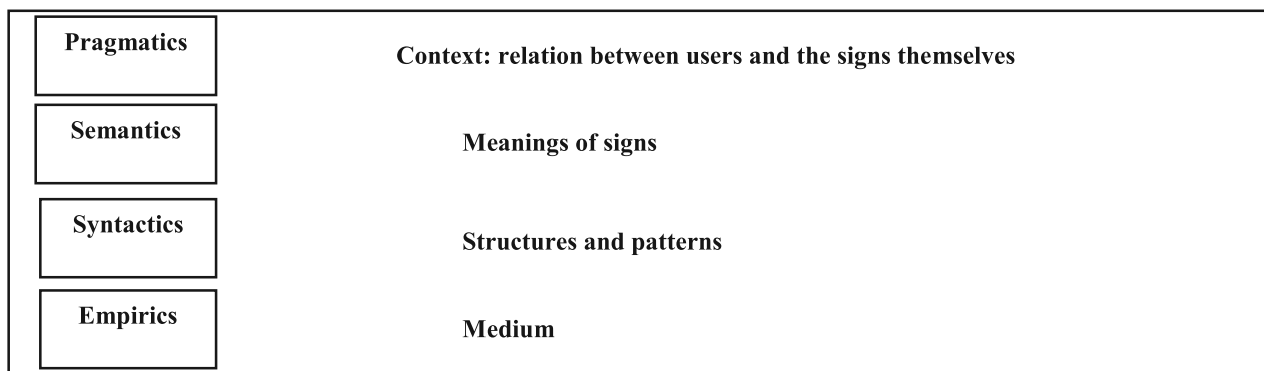 Pragmatics
Context: relation between users and the signs themselves
Semantics
Meanings of signs
Syntactics
Structures and patterns
Empirics
Medium